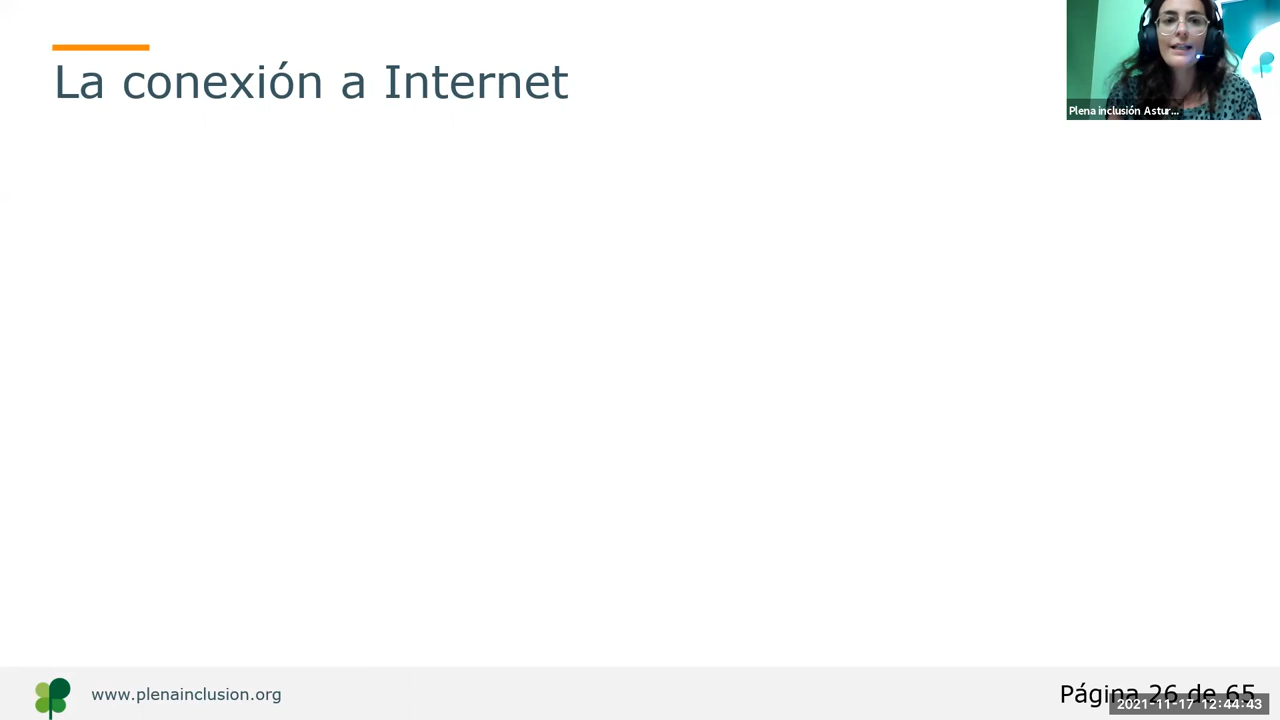 La conexión a Internet
Plena inclusión Astur...
www.plenainclusion.org
Página 26 de 65
2021-11-17 12:44:43